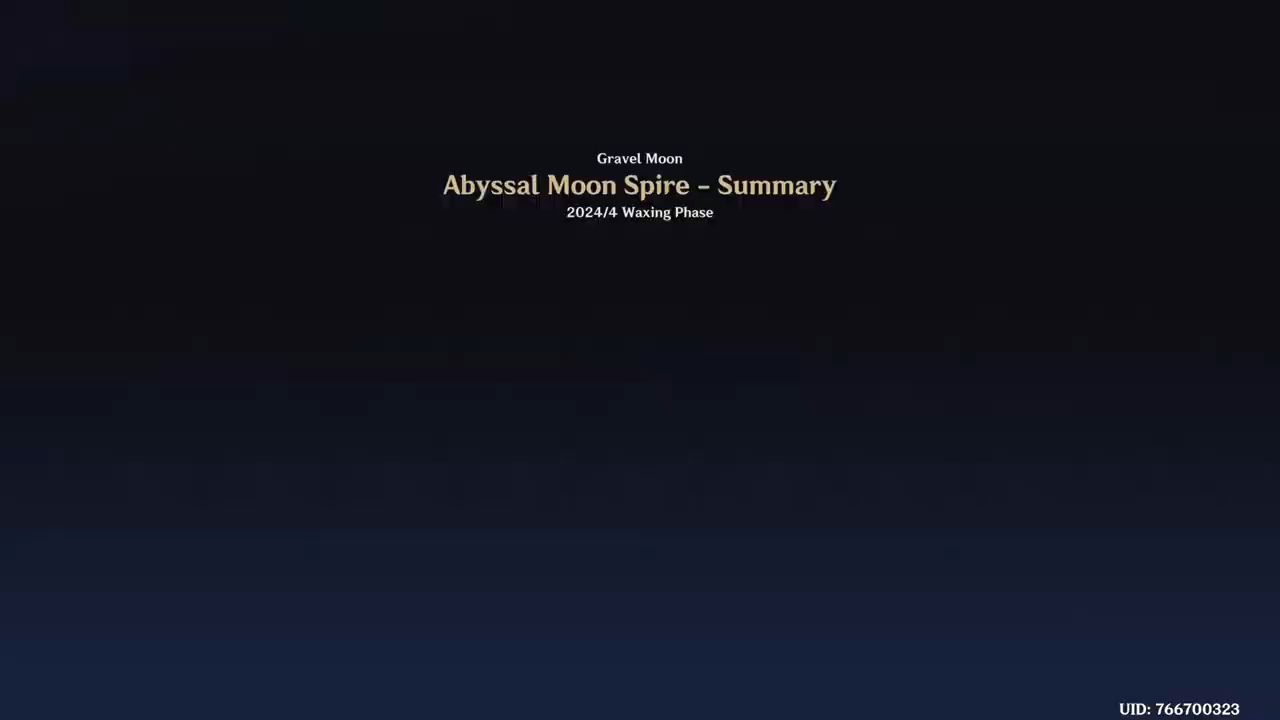 Gravel Moon
Abyssal Moon Spire – Summary
2024/4 Waxing Phase
UID: 766700323